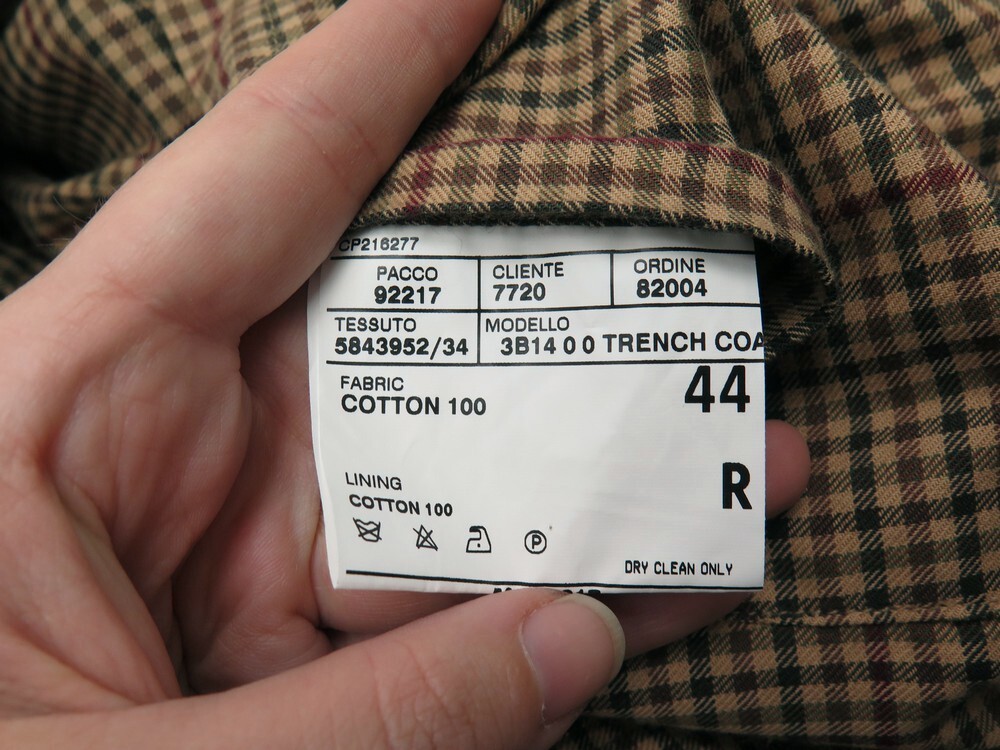 CP216277
PACCO CLIENTE ORDINE
92217 7720 82004
TESSUTO MODELLO
5843952/34 3B14 0 0 TRENCH COA
FABRIC 44
COTTON 100
LINING R
COTTON 100
P
DRY CLEAN ONLY